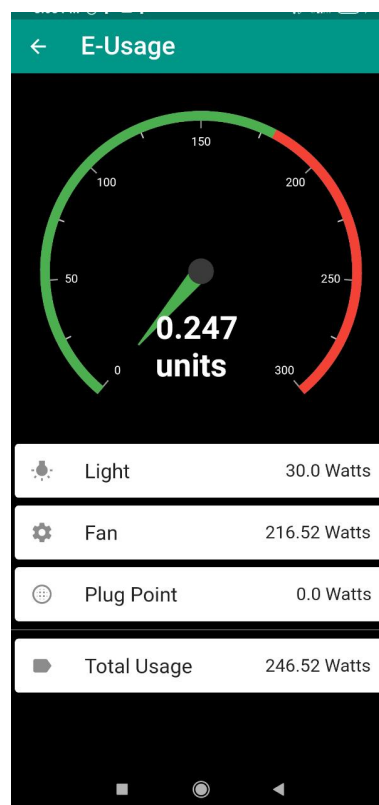 E-Usage
150
100
200
50
250
0.247
units
0
300
Light 30.0 Watts
Fan 216.52 Watts
Plug Point 0.0 Watts
Total Usage 246.52 Watts